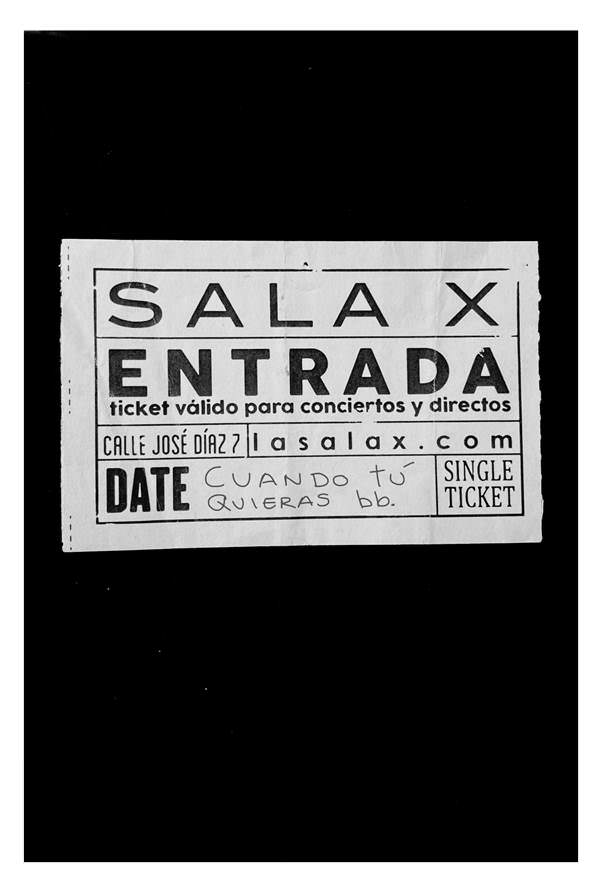 SALA X
ENTRADA
ticket válido para conciertos y directos
CALLE JOSÉ DÍAZ 7
lasalax.com
DATE
CUANDO TÚ
QUIERAS bb.
SINGLE
TICKET